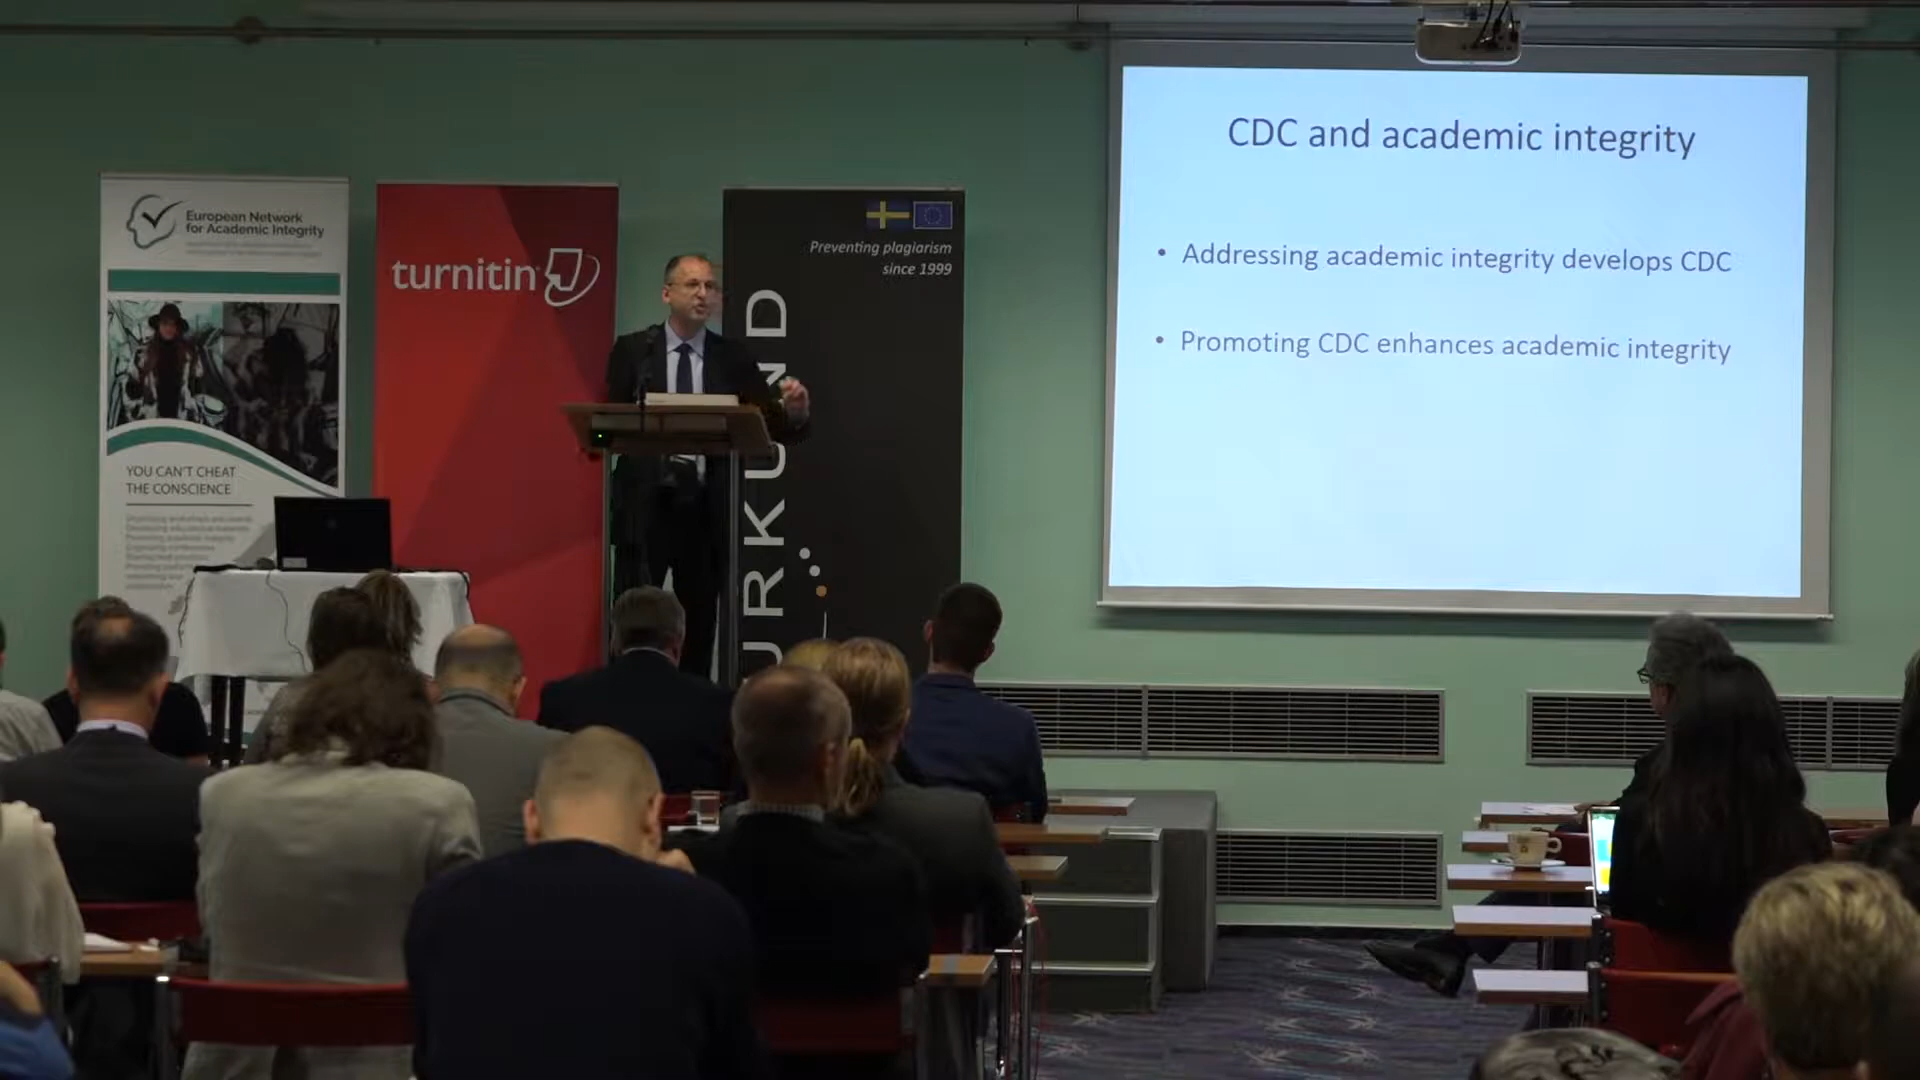 European Network
for Academic Integrity
YOU CAN'T CHEAT
THE CONSCIENCE
turnitin
Preventing plagiarism
since 1999
URKUND
CDC and academic integrity
• Addressing academic integrity develops CDC
• Promoting CDC enhances academic integrity